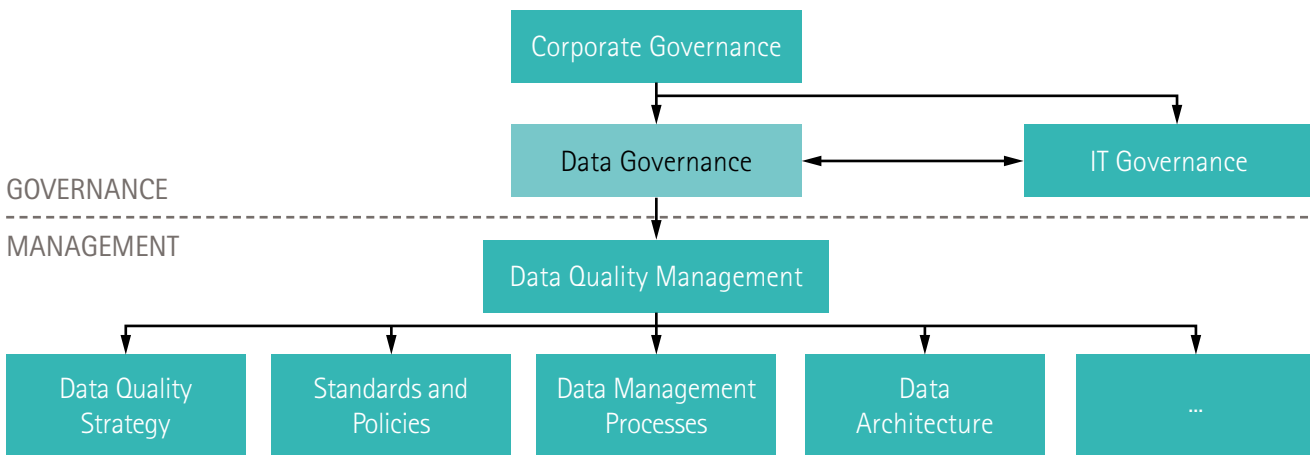 Corporate Governance
Data Governance
IT Governance
GOVERNANCE
MANAGEMENT
Data Quality Management
Data Quality
Strategy
Standards and
Policies
Data Management
Processes
Data
Architecture
...